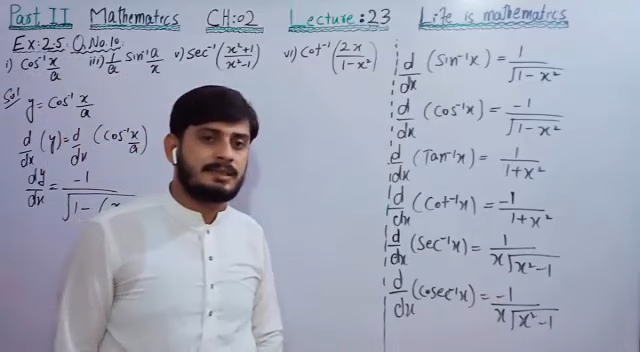 Part II Mathematics CH:02 Lecture:23 Life is mathematics
Ex:2.5 Q.No.10
i) Cos⁻¹ x/a iii) 1/a Sin⁻¹ a/x v) Sec⁻¹ (x²+1/x²-1) vi) Cot⁻¹ (2x/1-x²)
Sol
y = Cos⁻¹ x/a
d/dx (y) = d/dx (Cos⁻¹ x/a)
dy/dx = -1/√1-(x
d/dx (Sin⁻¹x) = 1/√1-x²
d/dx (Cos⁻¹x) = -1/√1-x²
d/dx (Tan⁻¹x) = 1/1+x²
d/dx (Cot⁻¹x) = -1/1+x²
d/dx (Sec⁻¹x) = 1/x√x²-1
d/dx (Cosec⁻¹x) = -1/x√x²-1